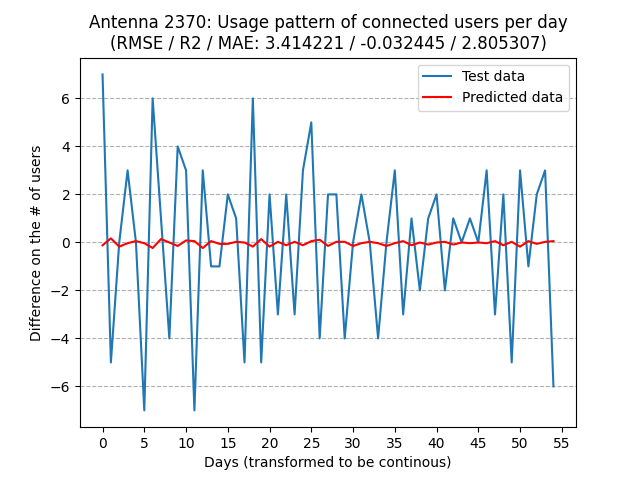 Antenna 2370: Usage pattern of connected users per day
(RMSE / R2 / MAE: 3.414221 / -0.032445 / 2.805307)
Test data
Predicted data
Difference on the # of users
6
4
2
0
−2
−4
−6
0 5 10 15 20 25 30 35 40 45 50 55
Days (transformed to be continous)